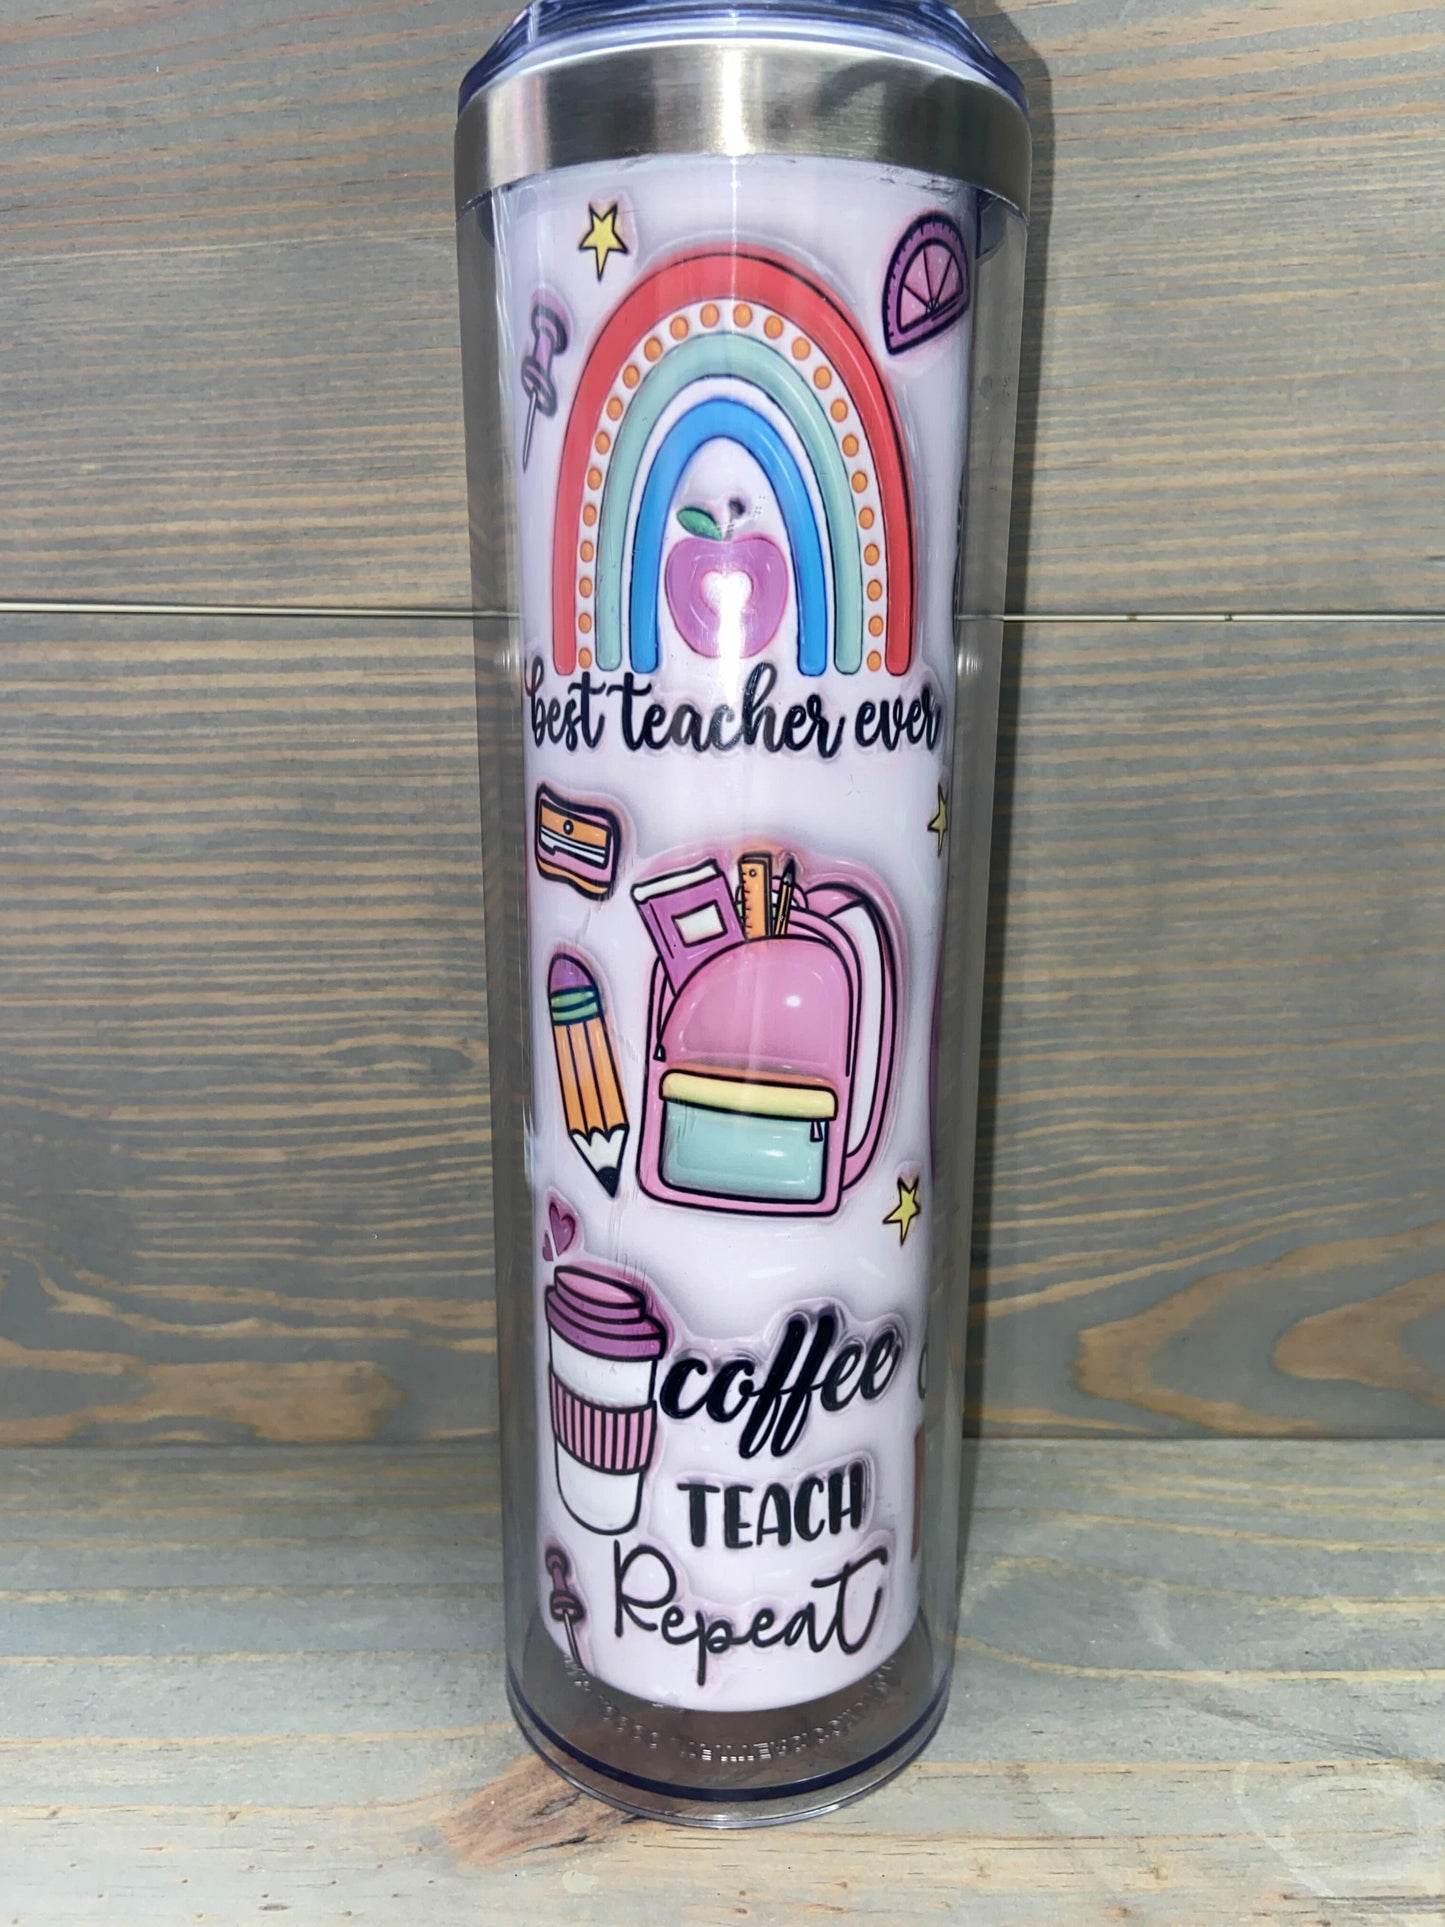 best teacher ever
coffee
TEACH
Repeat